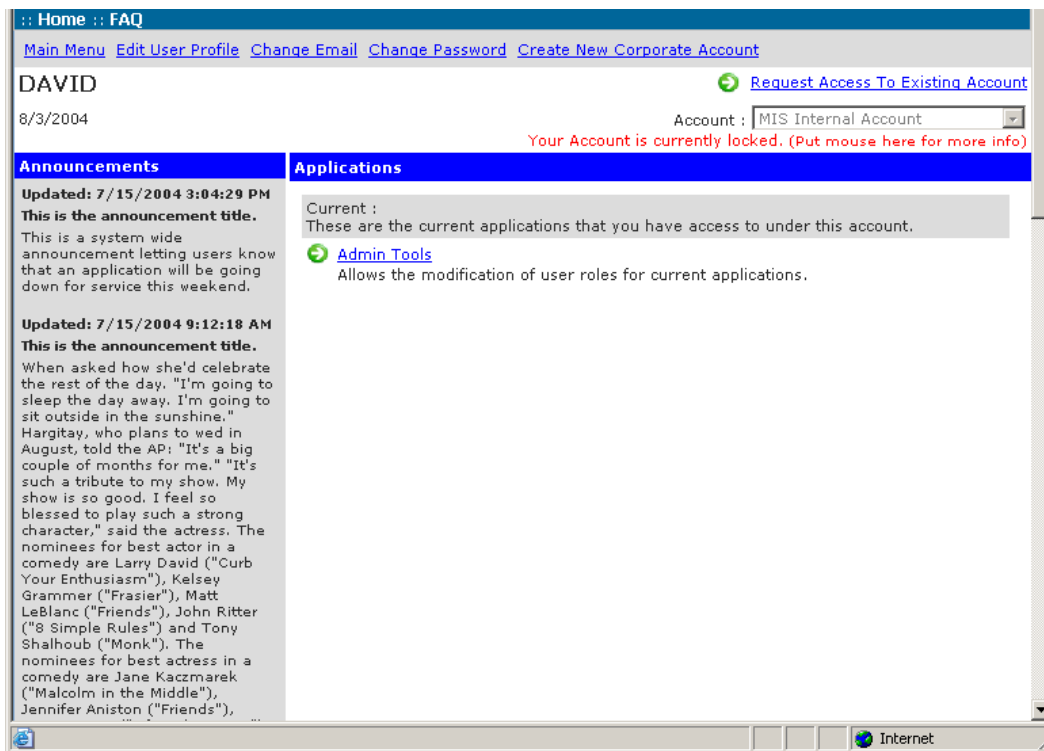 :: Home :: FAQ
Main Menu Edit User Profile Change Email Change Password Create New Corporate Account
DAVID
Request Access To Existing Account
8/3/2004
Account : MIS Internal Account
Your Account is currently locked. (Put mouse here for more info)
Announcements
Updated: 7/15/2004 3:04:29 PM
This is the announcement title.
This is a system wide
announcement letting users know
that an application will be going
down for service this weekend.
Updated: 7/15/2004 9:12:18 AM
This is the announcement title.
When asked how she'd celebrate
the rest of the day. "I'm going to
sleep the day away. I'm going to
sit outside in the sunshine."
Hargitay, who plans to wed in
August, told the AP: "It's a big
couple of months for me." "It's
such a tribute to my show. My
show is so good. I feel so
blessed to play such a strong
character," said the actress. The
nominees for best actor in a
comedy are Larry David ("Curb
Your Enthusiasm"), Kelsey
Grammer ("Frasier"), Matt
LeBlanc ("Friends"), John Ritter
("8 Simple Rules") and Tony
Shalhoub ("Monk"). The
nominees for best actress in a
comedy are Jane Kaczmarek
("Malcolm in the Middle"),
Jennifer Aniston ("Friends"),
Applications
Current :
These are the current applications that you have access to under this account.
Admin Tools
Allows the modification of user roles for current applications.
Internet